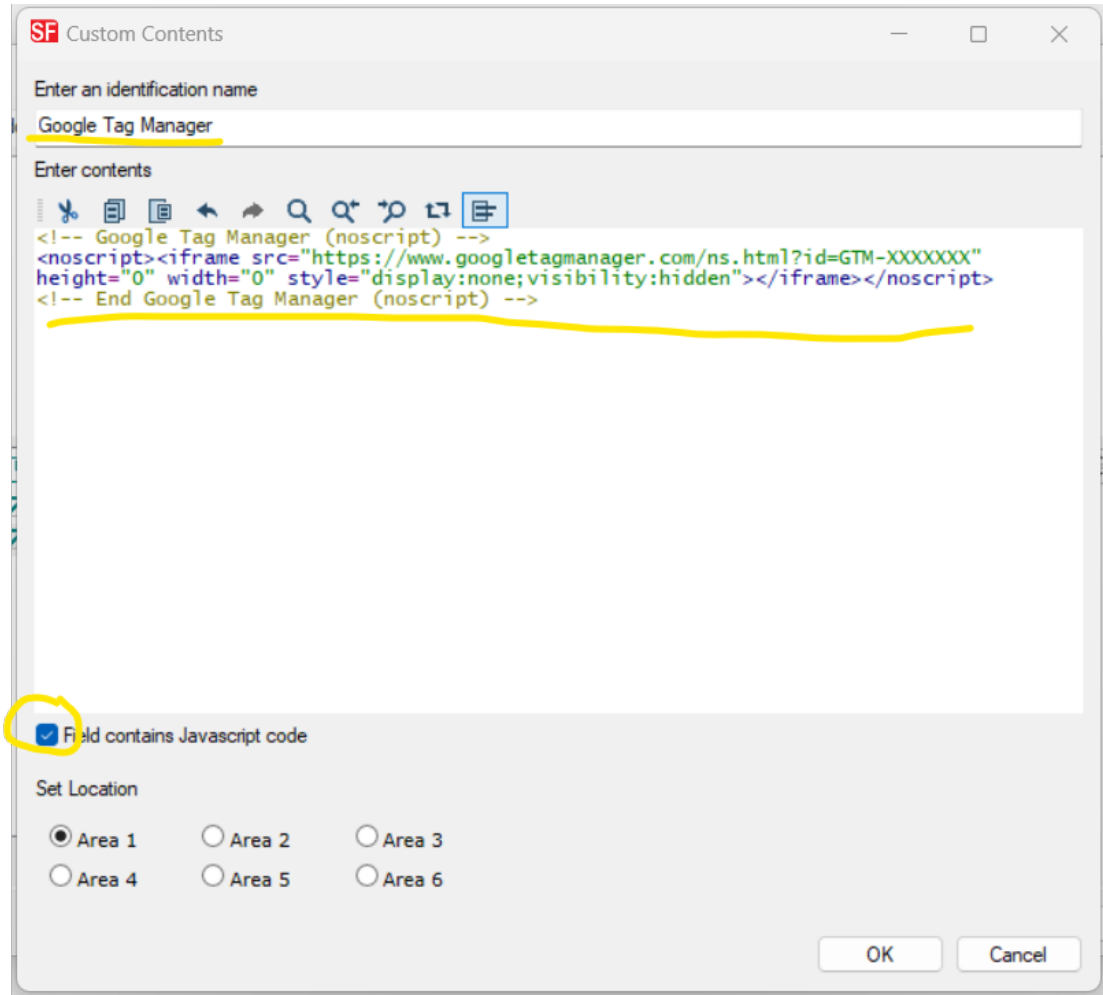 SF Custom Contents
Enter an identification name
Google Tag Manager
Enter contents
<!-- Google Tag Manager (noscript) -->
<noscript><iframe src="https://www.googletagmanager.com/ns.html?id=GTM-XXXXXXX"
height="0" width="0" style="display:none;visibility:hidden"></iframe></noscript>
<!-- End Google Tag Manager (noscript) -->
Field contains Javascript code
Set Location
Area 1 Area 2 Area 3
Area 4 Area 5 Area 6
OK Cancel